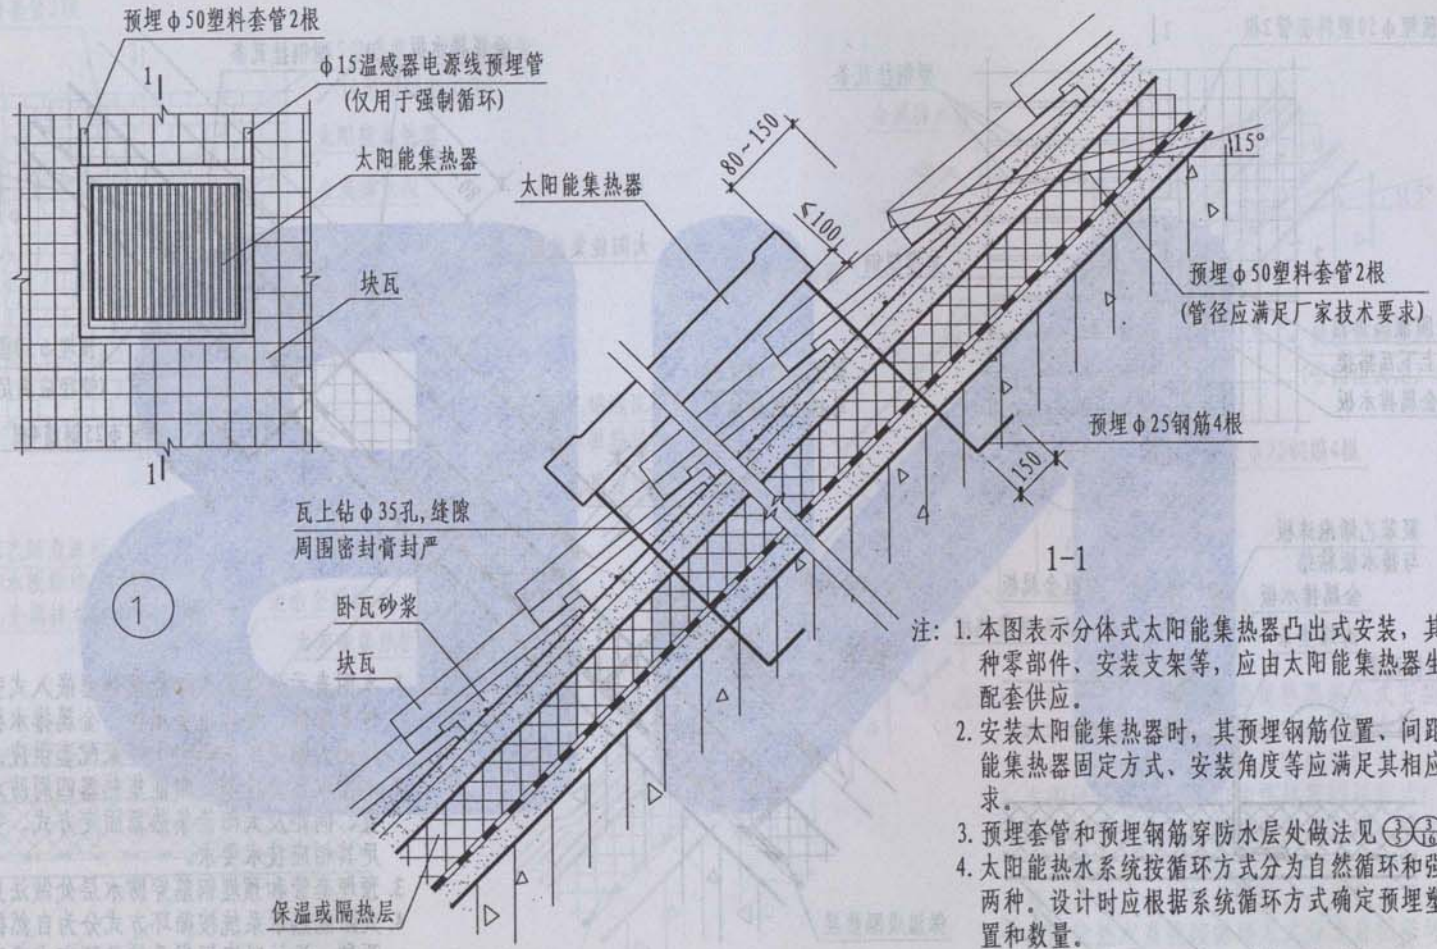 预埋ϕ50塑料套管2根
ϕ15温感器电源线预埋管
(仅用于强制循环)
太阳能集热器
块瓦
1
1
太阳能集热器
80~150
≤100
15°
预埋ϕ50塑料套管2根
(管径应满足厂家技术要求)
预埋ϕ25钢筋4根
150
瓦上钻ϕ35孔,缝隙
周围密封膏封严
卧瓦砂浆
块瓦
保温或隔热层
1
1-1
注: 1. 本图表示分体式太阳能集热器凸出式安装，其
种零部件、安装支架等，应由太阳能集热器生
配套供应。
2. 安装太阳能集热器时，其预埋钢筋位置、间距
能集热器固定方式、安装角度等应满足其相应
求。
3. 预埋套管和预埋钢筋穿防水层处做法见
4. 太阳能热水系统按循环方式分为自然循环和强
两种。设计时应根据系统循环方式确定预埋塑
置和数量。